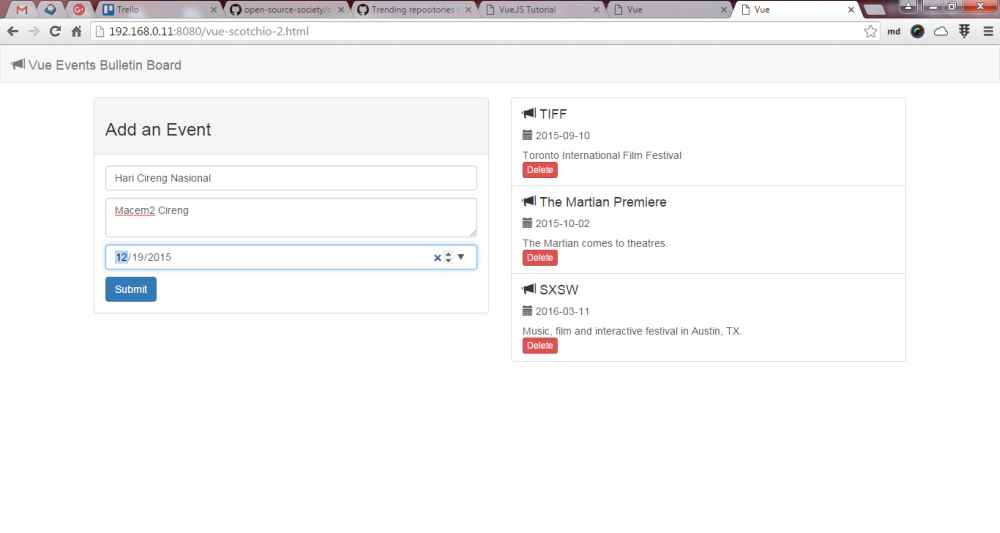 Trello
open-source-society/c
Trending repositories
VueJS Tutorial
Vue
Vue
192.168.0.11:8080/vue-scotchio-2.html
md
Vue Events Bulletin Board
Add an Event
Hari Cireng Nasional
Macem2 Cireng
12/19/2015
Submit
TIFF
2015-09-10
Toronto International Film Festival
Delete
The Martian Premiere
2015-10-02
The Martian comes to theatres.
Delete
SXSW
2016-03-11
Music, film and interactive festival in Austin, TX.
Delete